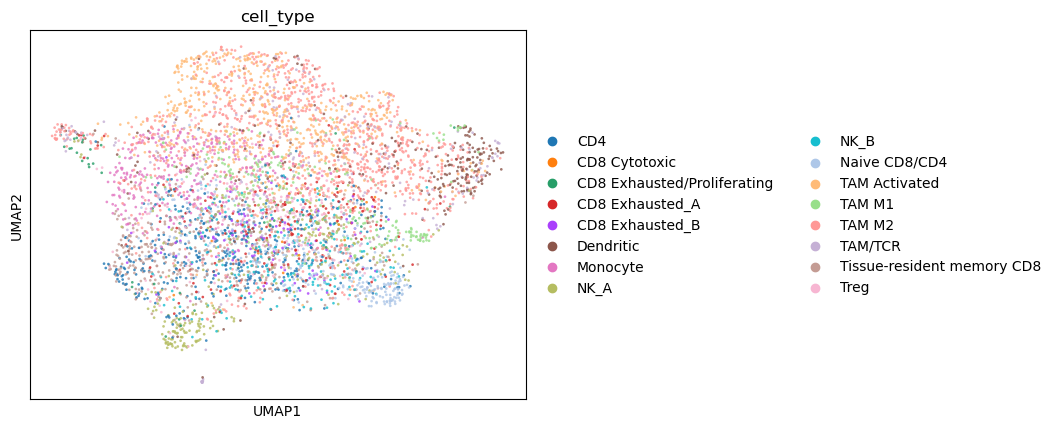 cell_type
UMAP2
UMAP1
CD4
CD8 Cytotoxic
CD8 Exhausted/Proliferating
CD8 Exhausted_A
CD8 Exhausted_B
Dendritic
Monocyte
NK_A
NK_B
Naive CD8/CD4
TAM Activated
TAM M1
TAM M2
TAM/TCR
Tissue-resident memory CD8
Treg